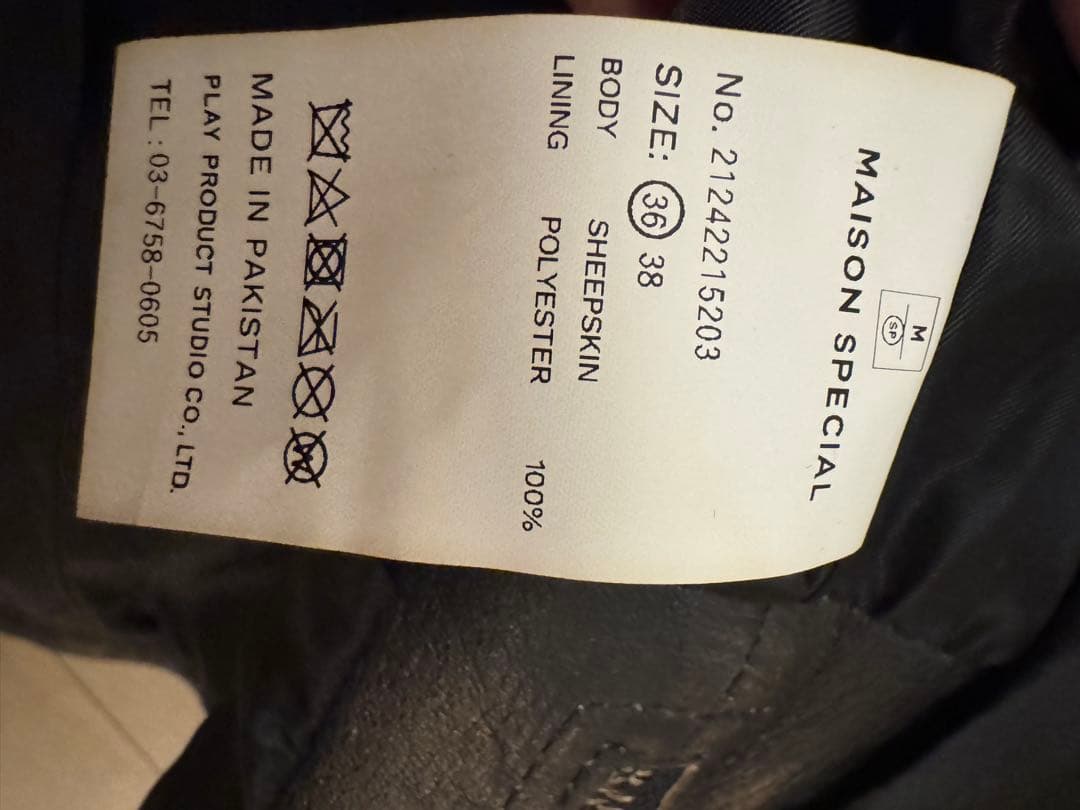 M
SP
MAISON SPECIAL
No. 21242215203
SIZE: 36 38
BODY SHEEPSKIN
LINING POLYESTER 100%
MADE IN PAKISTAN
PLAY PRODUCT STUDIO CO., LTD.
TEL : 03-6758-0605